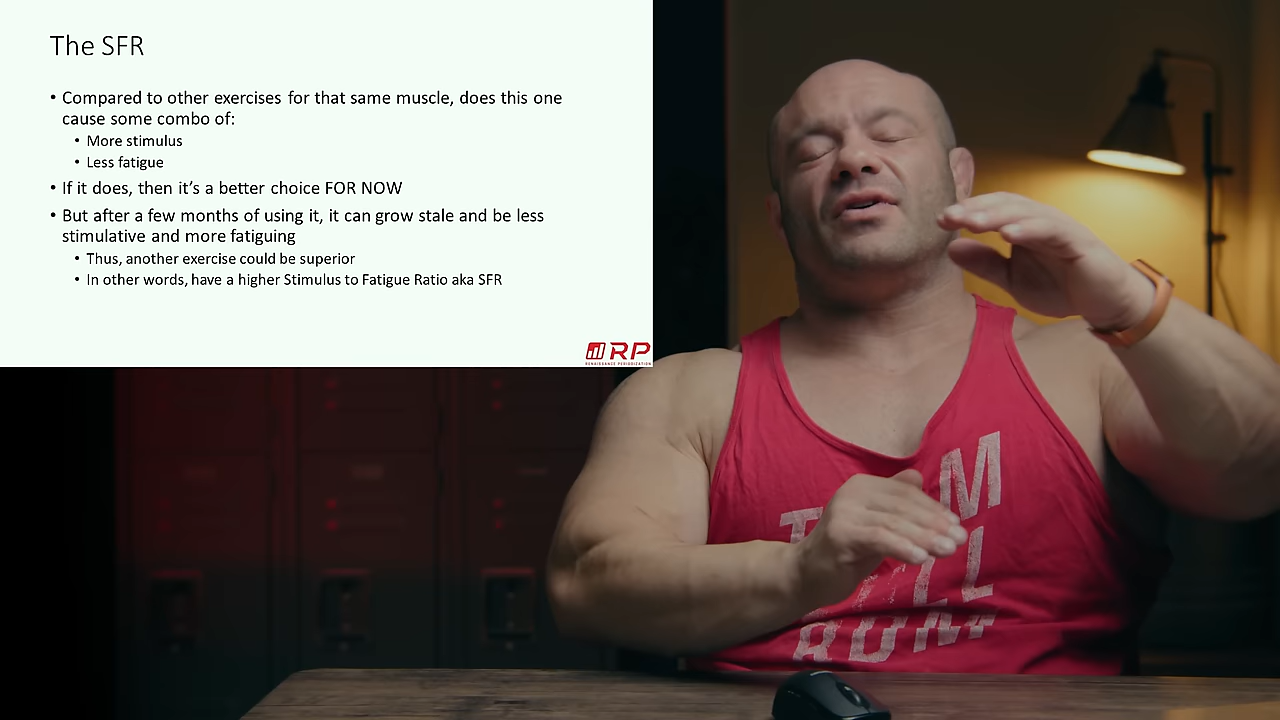 The SFR
• Compared to other exercises for that same muscle, does this one
cause some combo of:
• More stimulus
• Less fatigue
• If it does, then it’s a better choice FOR NOW
• But after a few months of using it, it can grow stale and be less
stimulative and more fatiguing
• Thus, another exercise could be superior
• In other words, have a higher Stimulus to Fatigue Ratio aka SFR
RP
RENAISSANCE PERIODIZATION